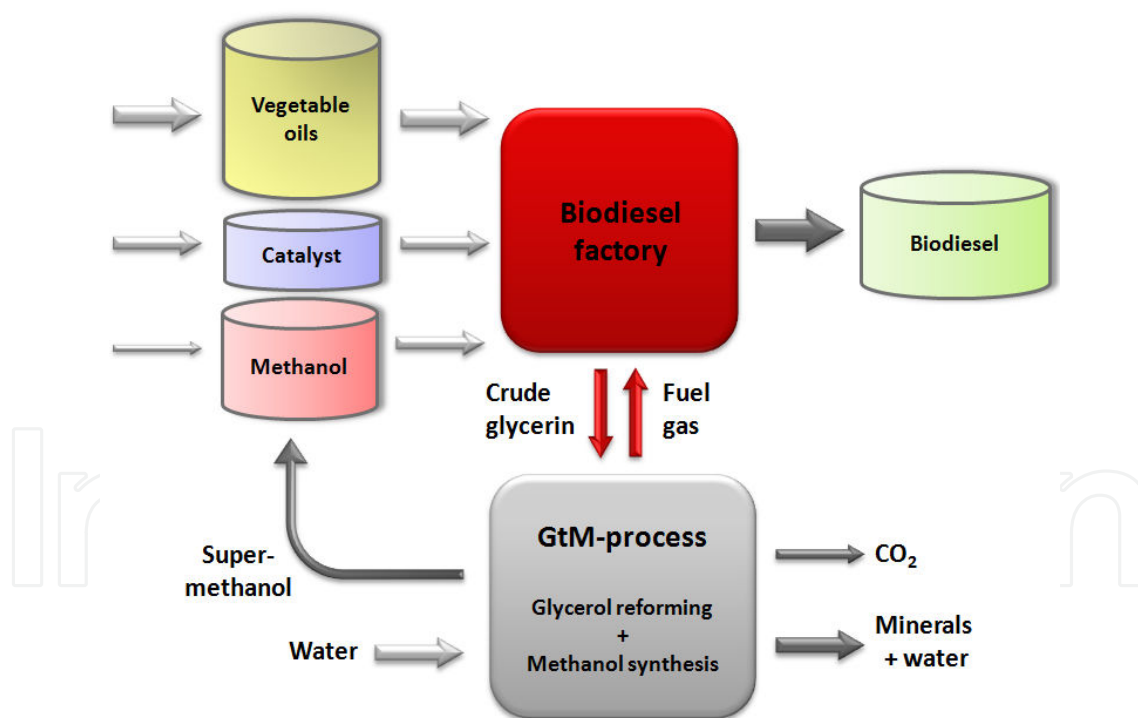 Vegetable
oils
Catalyst
Methanol
Biodiesel
factory
Biodiesel
Crude
glycerin
Fuel
gas
Super-
methanol
Water
GtM-process
Glycerol reforming
+
Methanol synthesis
CO₂
Minerals
+ water